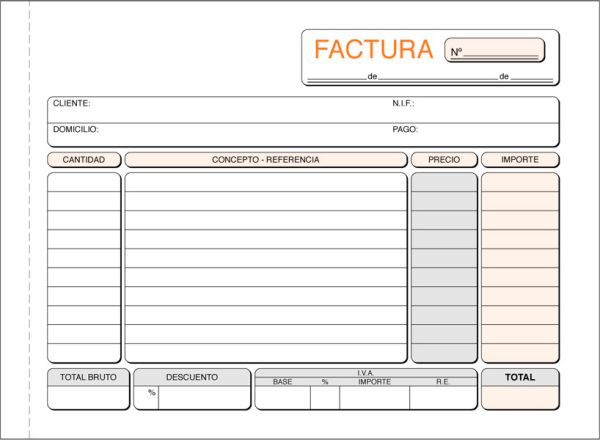 FACTURA Nº
de de
CLIENTE: N.I.F.:
DOMICILIO: PAGO:
CANTIDAD CONCEPTO - REFERENCIA PRECIO IMPORTE
TOTAL BRUTO DESCUENTO I.V.A. TOTAL
BASE % IMPORTE R.E.
%